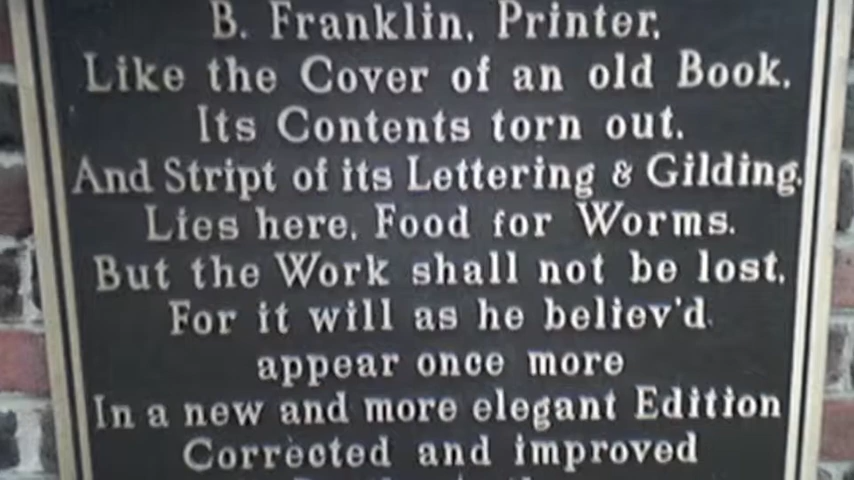 B. Franklin, Printer,
Like the Cover of an old Book,
Its Contents torn out,
And Stript of its Lettering & Gilding,
Lies here, Food for Worms.
But the Work shall not be lost,
For it will as he believ'd
appear once more
In a new and more elegant Edition
Corrected and improved